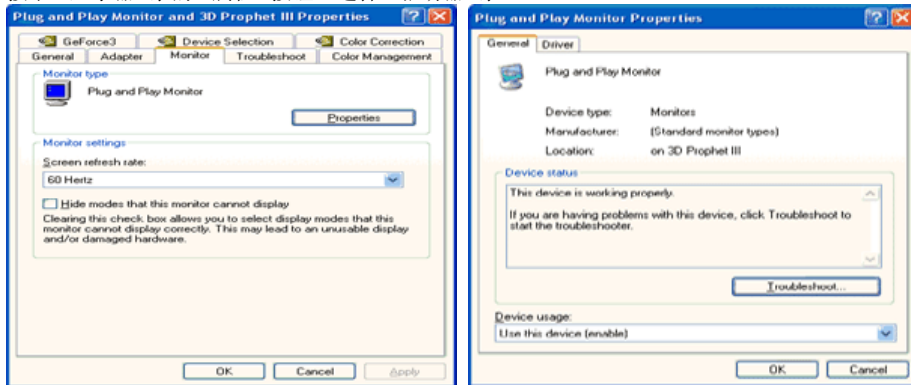 Plug and Play Monitor and 3D Prophet III Properties
GeForce3 Device Selection Color Correction
General Adapter Monitor Troubleshoot Color Management
Monitor type
Plug and Play Monitor
Properties
Monitor settings
Screen refresh rate:
60 Hertz
Hide modes that this monitor cannot display
Clearing this check box allows you to select display modes that this
monitor cannot display correctly. This may lead to an unusable display
and/or damaged hardware.
OK Cancel Apply
Plug and Play Monitor Properties
General Driver
Plug and Play Monitor
Device type: Monitors
Manufacturer: (Standard monitor types)
Location: on 3D Prophet III
Device status
This device is working properly.
If you are having problems with this device, click Troubleshoot to
start the troubleshooter.
Troubleshoot...
Device usage:
Use this device (enable)
OK Cancel